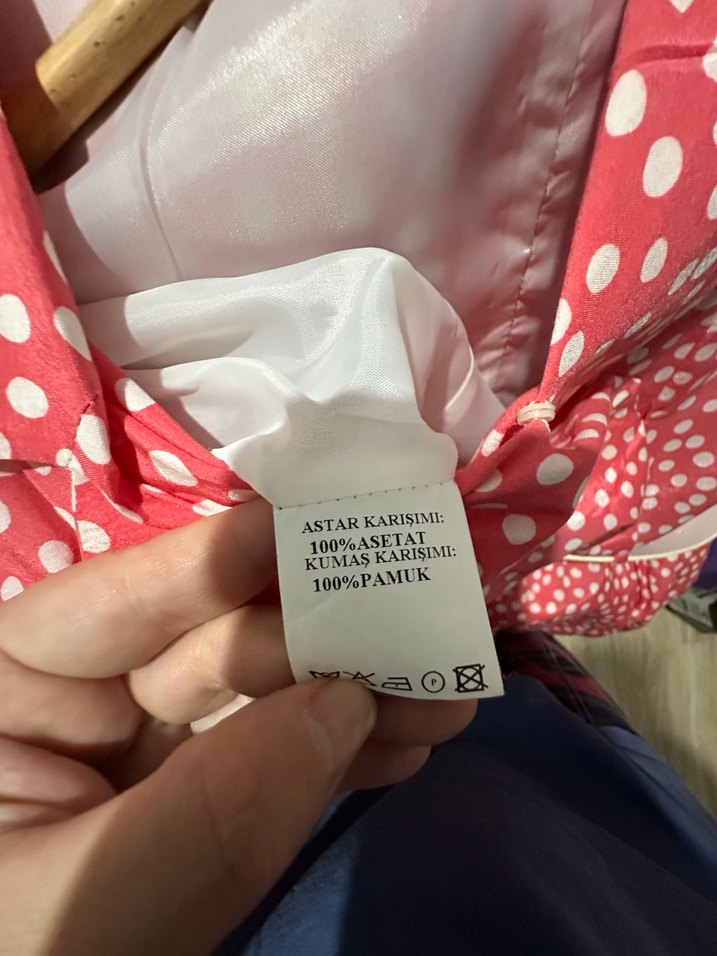 ASTAR KARIŞIMI:
100%ASETAT
KUMAŞ KARIŞIMI:
100%PAMUK
P